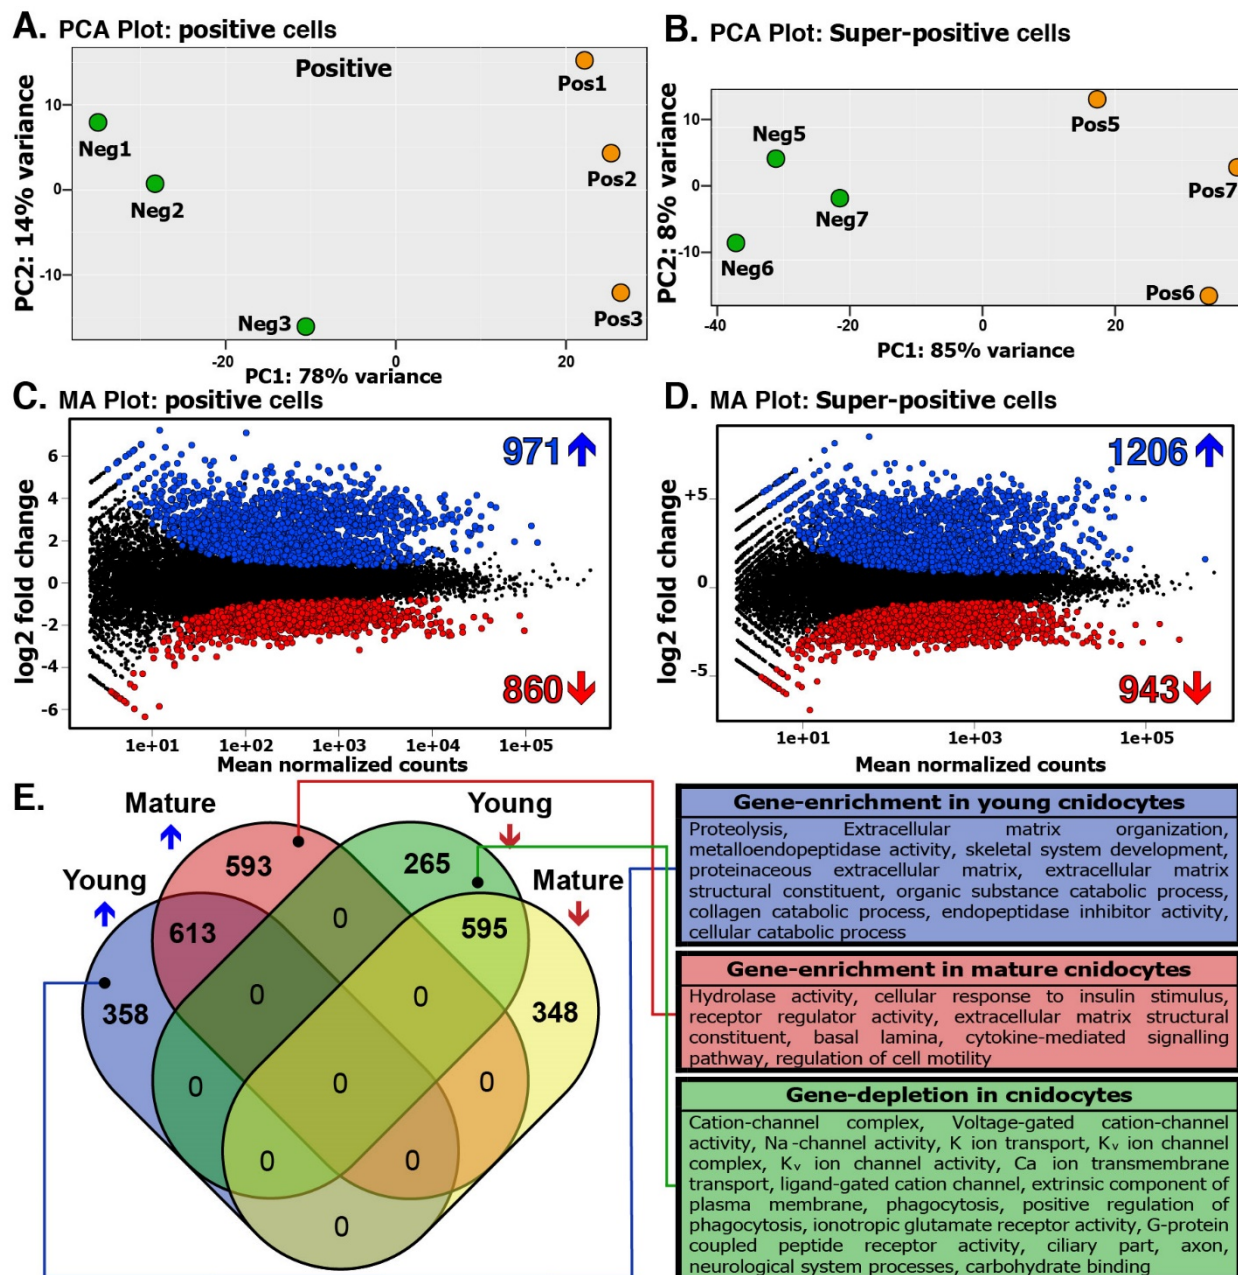 A. PCA Plot: positive cells
Positive
Pos1
10
Neg1
Pos2
0
Neg2
-10
Neg3
Pos3
PC2: 14% variance
-20
0
20
PC1: 78% variance
B. PCA Plot: Super-positive cells
Pos5
10
Neg5
Pos7
0
Neg7
-10
Neg6
Pos6
PC2: 8% variance
-40
-20
0
20
PC1: 85% variance
C. MA Plot: positive cells
971
6
4
2
0
-2
-4
-6
860
log2 fold change
1e+01
1e+02
1e+03
1e+04
1e+05
Mean normalized counts
D. MA Plot: Super-positive cells
1206
+5
0
-5
943
log2 fold change
1e+01
1e+03
1e+05
Mean normalized counts
E.
Mature
Young
Young
Mature
593
265
613
0
595
358
0
0
348
0
0
0
0
0
0
Gene-enrichment in young cnidocytes
Proteolysis, Extracellular matrix organization,
metalloendopeptidase activity, skeletal system development,
proteinaceous extracellular matrix, extracellular matrix
structural constituent, organic substance catabolic process,
collagen catabolic process, endopeptidase inhibitor activity,
cellular catabolic process
Gene-enrichment in mature cnidocytes
Hydrolase activity, cellular response to insulin stimulus,
receptor regulator activity, extracellular matrix structural
constituent, basal lamina, cytokine-mediated signalling
pathway, regulation of cell motility
Gene-depletion in cnidocytes
Cation-channel complex, Voltage-gated cation-channel
activity, Na-channel activity, K ion transport, Kᵥ ion channel
complex, Kᵥ ion channel activity, Ca ion transmembrane
transport, ligand-gated cation channel, extrinsic component of
plasma membrane, phagocytosis, positive regulation of
phagocytosis, ionotropic glutamate receptor activity, G-protein
coupled peptide receptor activity, ciliary part, axon,
neurological system processes, carbohydrate binding